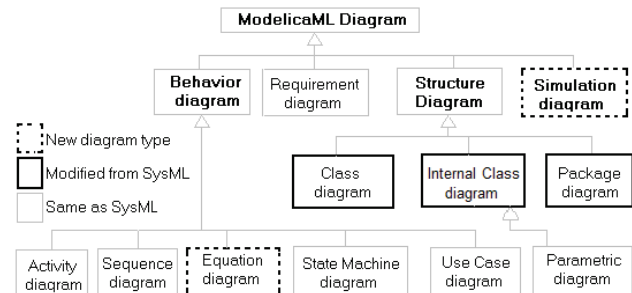 ModelicaML Diagram
Behavior
diagram
Requirement
diagram
Structure
Diagram
Simulation
diagram
New diagram type
Modified from SysML
Same as SysML
Class
diagram
Internal Class
diagram
Package
diagram
Activity
diagram
Sequence
diagram
Equation
diagram
State Machine
diagram
Use Case
diagram
Parametric
diagram